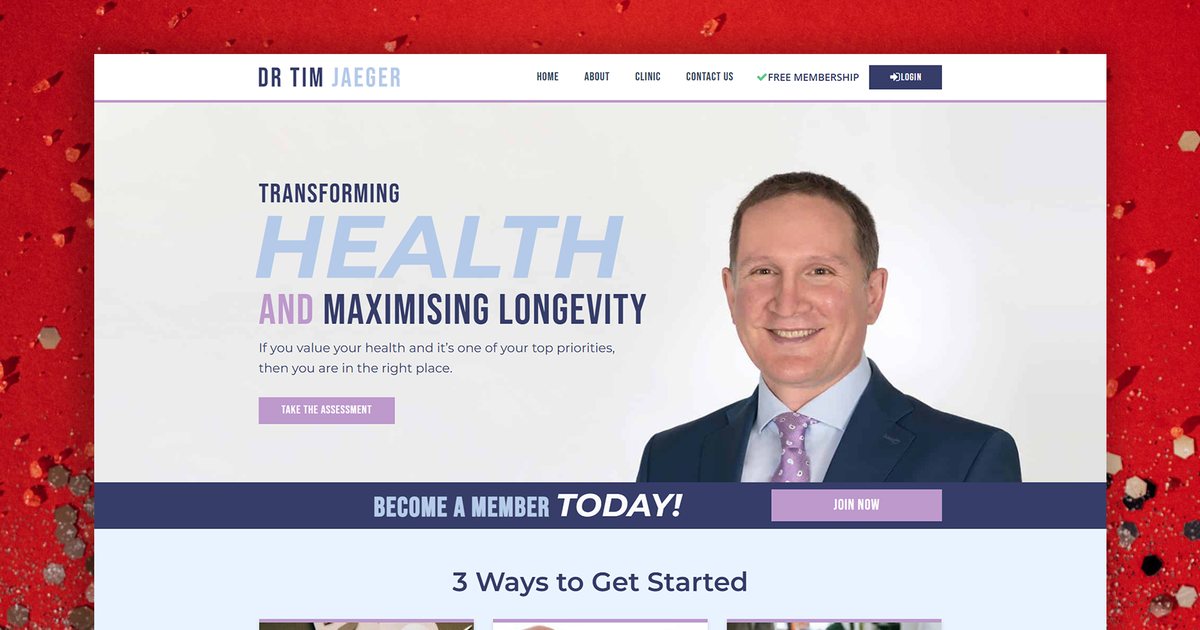 DR TIM JAEGER
HOME ABOUT CLINIC CONTACT US FREE MEMBERSHIP LOGIN
TRANSFORMING
HEALTH
AND MAXIMISING LONGEVITY
If you value your health and it's one of your top priorities,
then you are in the right place.
TAKE THE ASSESSMENT
BECOME A MEMBER TODAY!
JOIN NOW
3 Ways to Get Started